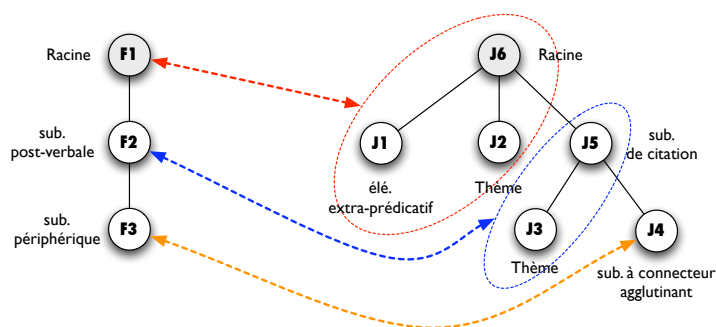 Racine
F1
J6
Racine
sub.
post-verbale
F2
J1
J2
J5
sub.
de citation
élé.
extra-prédicatif
Thème
sub.
périphérique
F3
J3
J4
Thème
sub. à connecteur
agglutinant